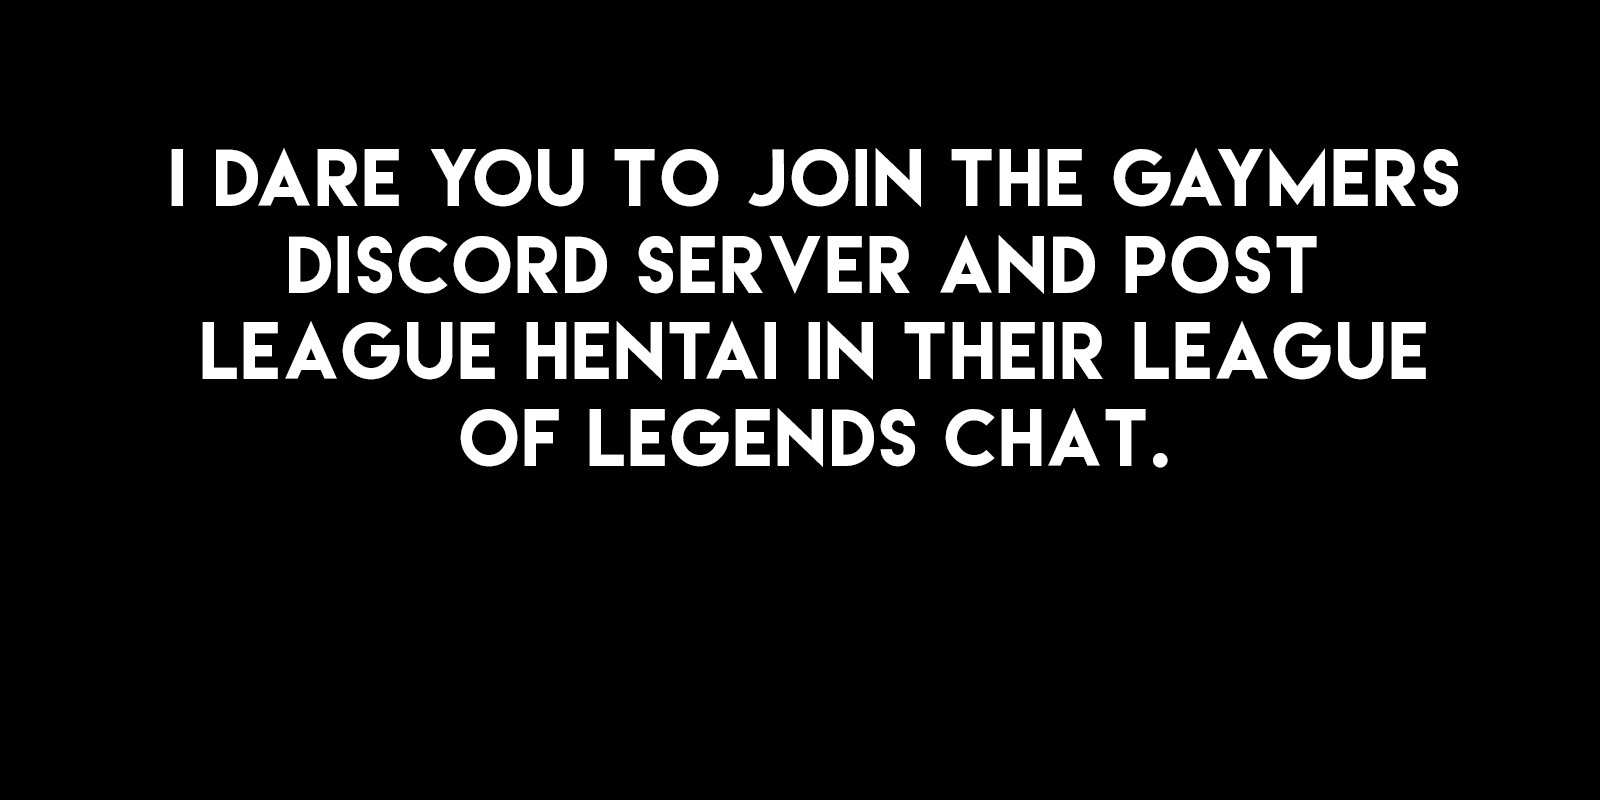 I DARE YOU TO JOIN THE GAYMERS
DISCORD SERVER AND POST
LEAGUE HENTAI IN THEIR LEAGUE
OF LEGENDS CHAT.